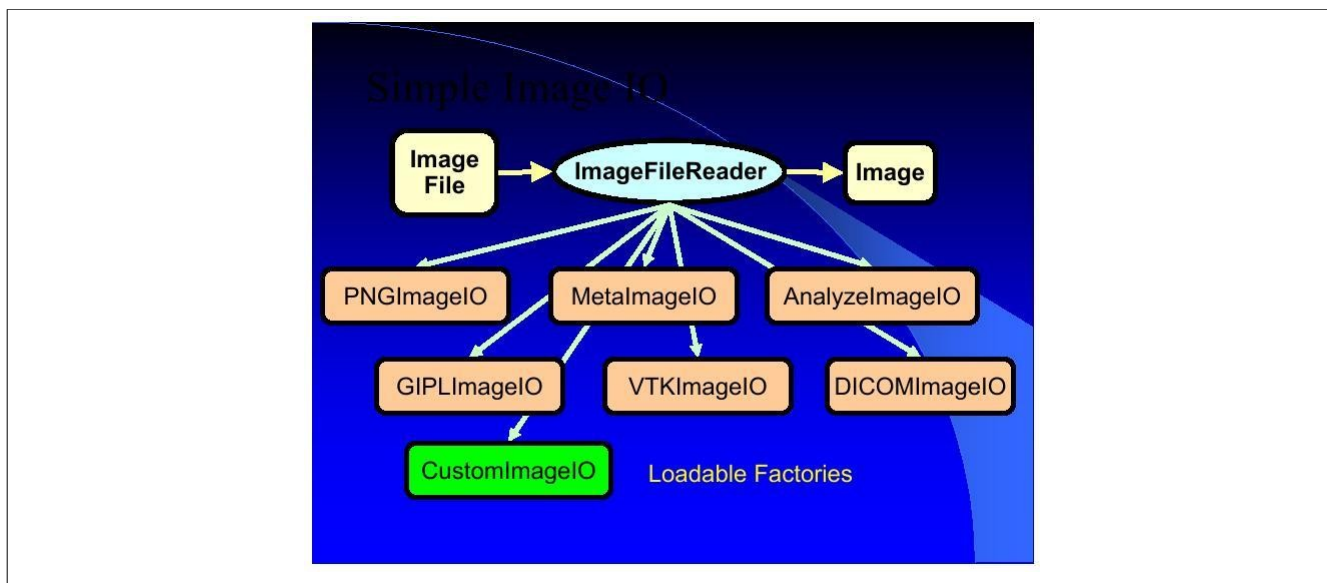 Simple Image IO
Image
File
ImageFileReader
Image
PNGImageIO
MetaImageIO
AnalyzeImageIO
GIPLImageIO
VTKImageIO
DICOMImageIO
CustomImageIO
Loadable Factories